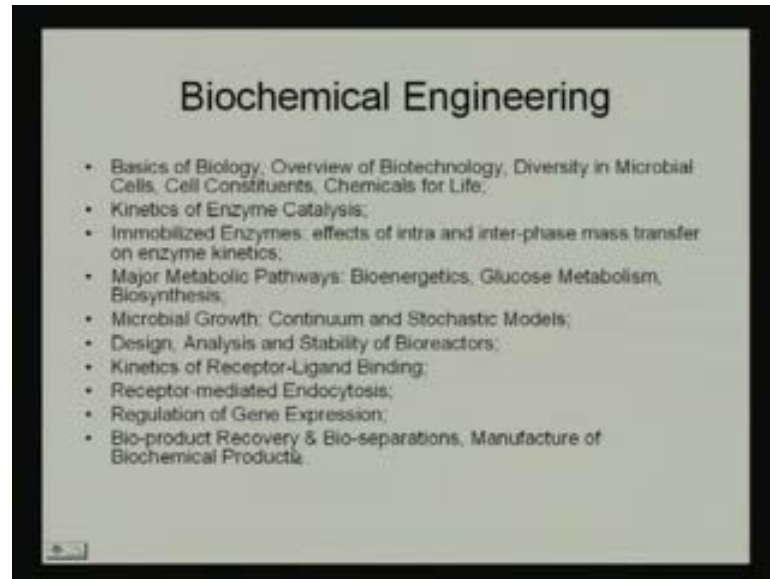 Biochemical Engineering
• Basics of Biology, Overview of Biotechnology, Diversity in Microbial
Cells, Cell Constituents, Chemicals for Life;
• Kinetics of Enzyme Catalysis;
• Immobilized Enzymes: effects of intra and inter-phase mass transfer
on enzyme kinetics;
• Major Metabolic Pathways: Bioenergetics, Glucose Metabolism,
Biosynthesis;
• Microbial Growth: Continuum and Stochastic Models;
• Design, Analysis and Stability of Bioreactors;
• Kinetics of Receptor-Ligand Binding;
• Receptor-mediated Endocytosis;
• Regulation of Gene Expression;
• Bio-product Recovery & Bio-separations, Manufacture of
Biochemical Products.